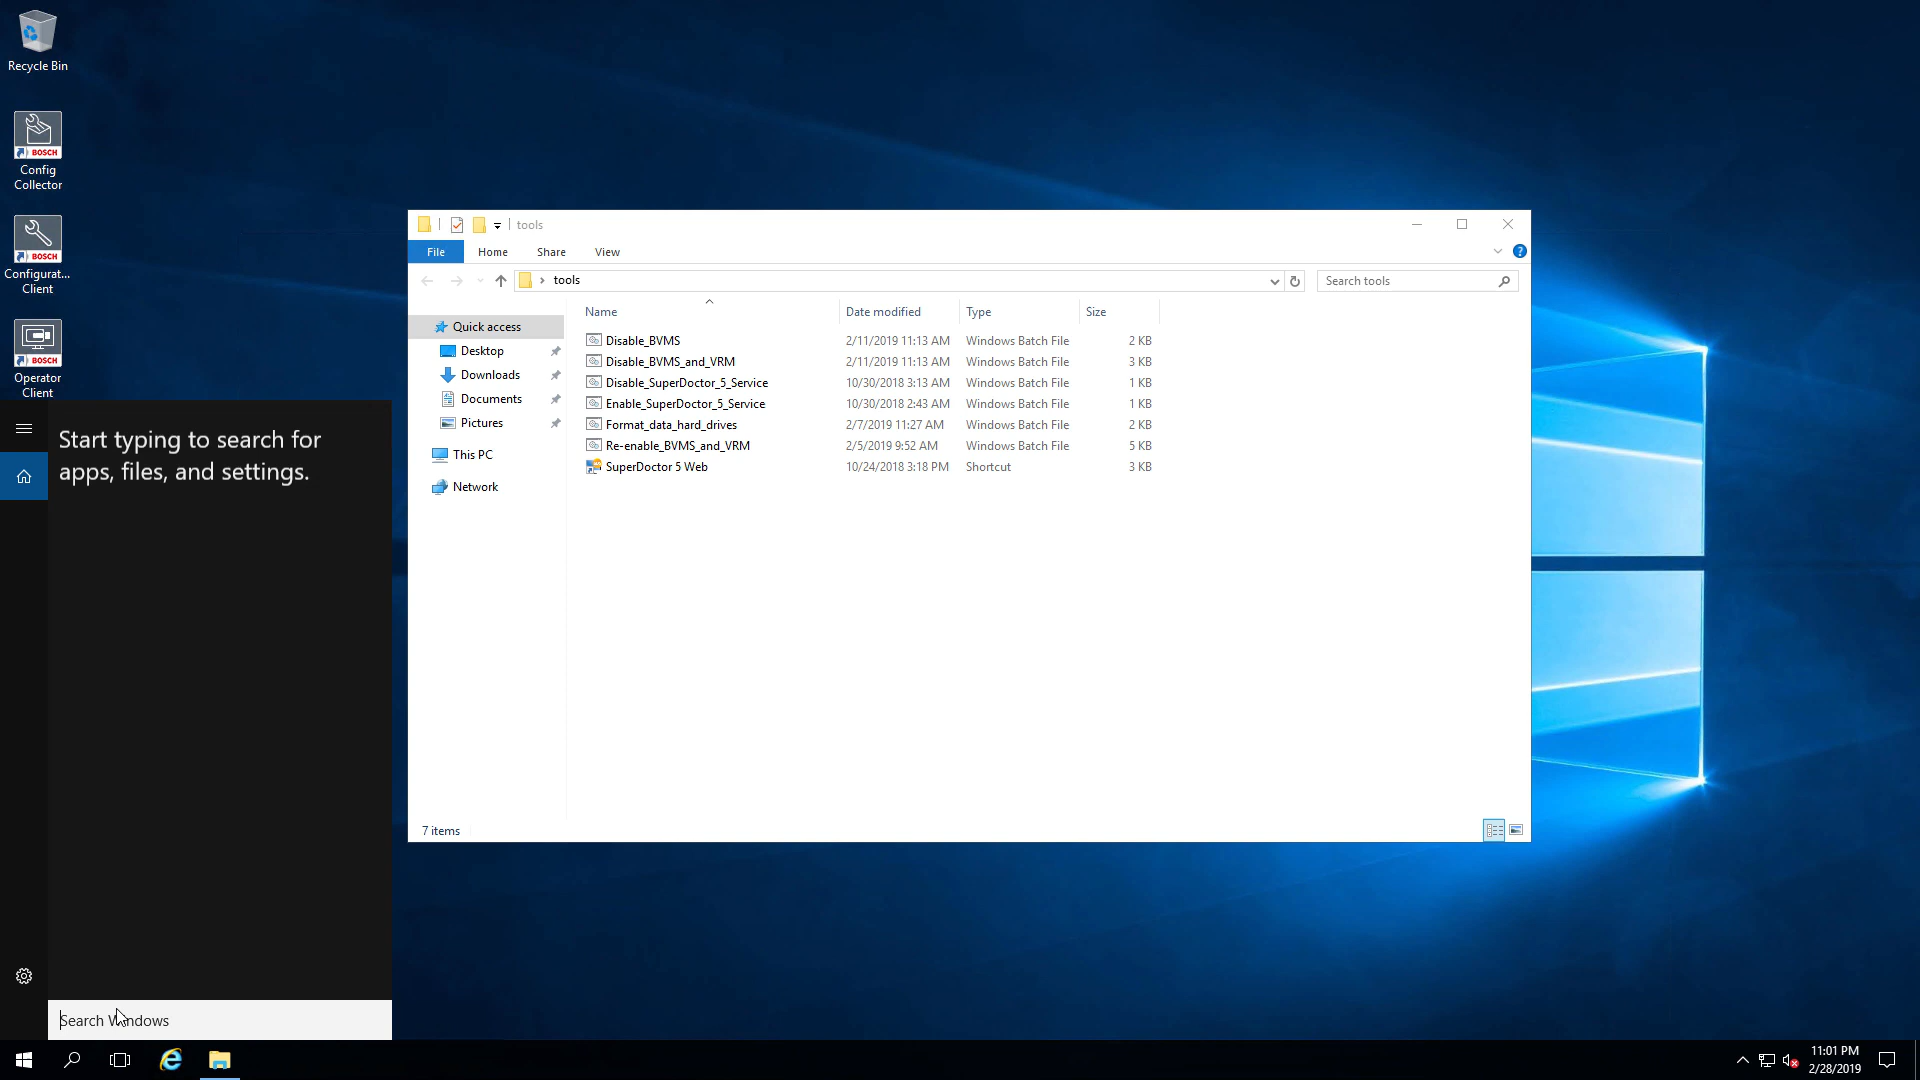 Recycle Bin
BOSCH
Config
Collector
BOSCH
Configurat...
Client
BOSCH
Operator
Client
Start typing to search for
apps, files, and settings.
Search Windows
tools
File Home Share View
tools
Search tools
Quick access
Desktop
Downloads
Documents
Pictures
This PC
Network
Name Date modified Type Size
Disable_BVMS 2/11/2019 11:13 AM Windows Batch File 2 KB
Disable_BVMS_and_VRM 2/11/2019 11:13 AM Windows Batch File 3 KB
Disable_SuperDoctor_5_Service 10/30/2018 3:13 AM Windows Batch File 1 KB
Enable_SuperDoctor_5_Service 10/30/2018 2:43 AM Windows Batch File 1 KB
Format_data_hard_drives 2/7/2019 11:27 AM Windows Batch File 2 KB
Re-enable_BVMS_and_VRM 2/5/2019 9:52 AM Windows Batch File 5 KB
SuperDoctor 5 Web 10/24/2018 3:18 PM Shortcut 3 KB
7 items
11:01 PM
2/28/2019